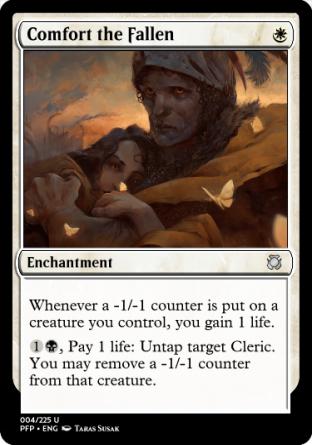 Comfort the Fallen
Enchantment
Whenever a -1/-1 counter is put on a
creature you control, you gain 1 life.
1, Pay 1 life: Untap target Cleric.
You may remove a -1/-1 counter
from that creature.
004/225 U
PFP • ENG Taras Susak